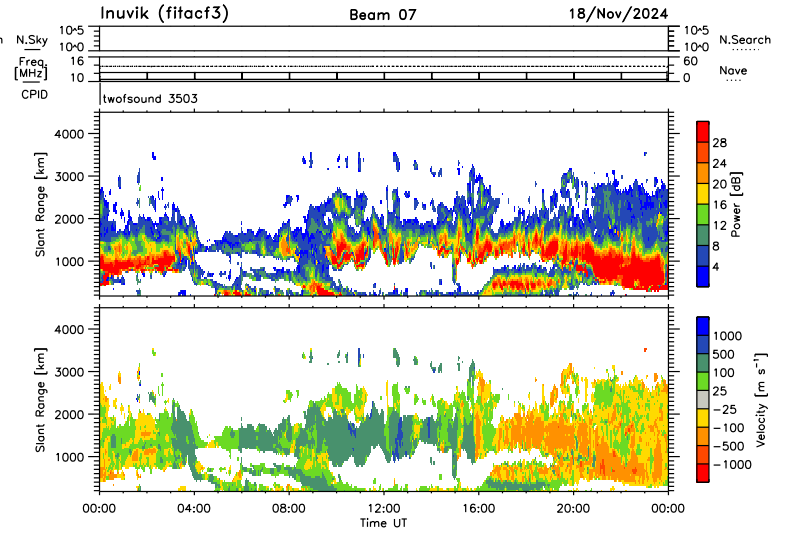 Inuvik (fitacf3) Beam 07 18/Nov/2024
N.Sky 10^5 10^0 10^5 10^0 N.Search
Freq. [MHz] 16 10 60 0 Nave
CPID twofsound 3503
Slant Range [km] 4000 3000 2000 1000
Power [dB] 28 24 20 16 12 8 4
Slant Range [km] 4000 3000 2000 1000
Velocity [m s⁻¹] 1000 500 100 25 −25 −100 −500 −1000
00:00 04:00 08:00 12:00 16:00 20:00 00:00
Time UT